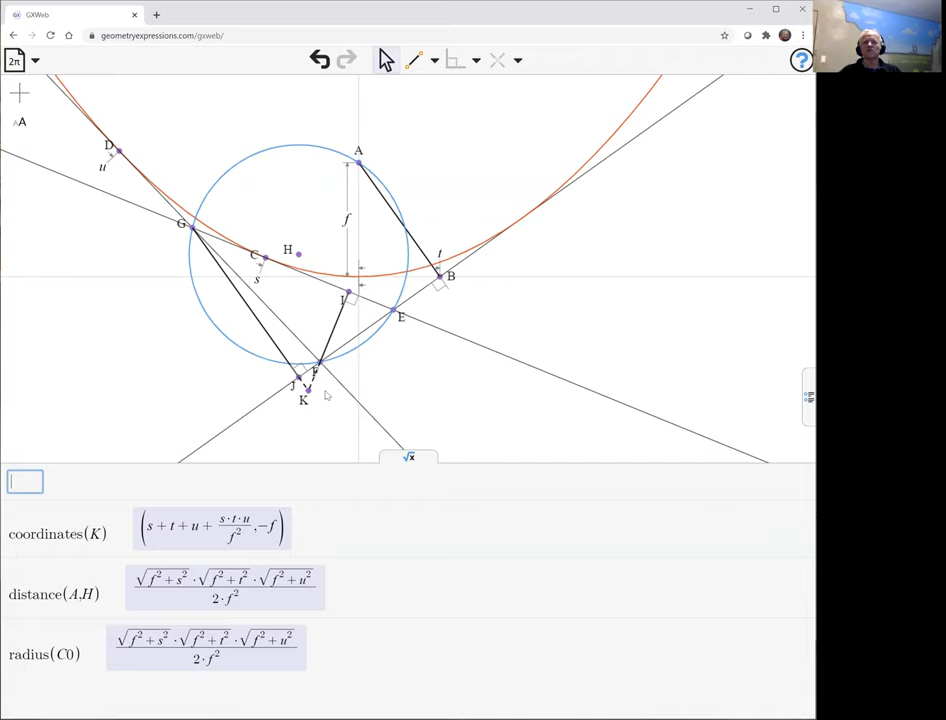 GXWeb
geometryexpressions.com/gxweb/
2π
?
AA
A
D
u
f
G
H
C
t
B
s
I
E
F
J
K
√x
coordinates(K) (s+t+u+ s·t·u/f², -f)
distance(A,H) √f²+s² · √f²+t² · √f²+u² / 2·f²
radius(C0) √f²+s² · √f²+t² · √f²+u² / 2·f²